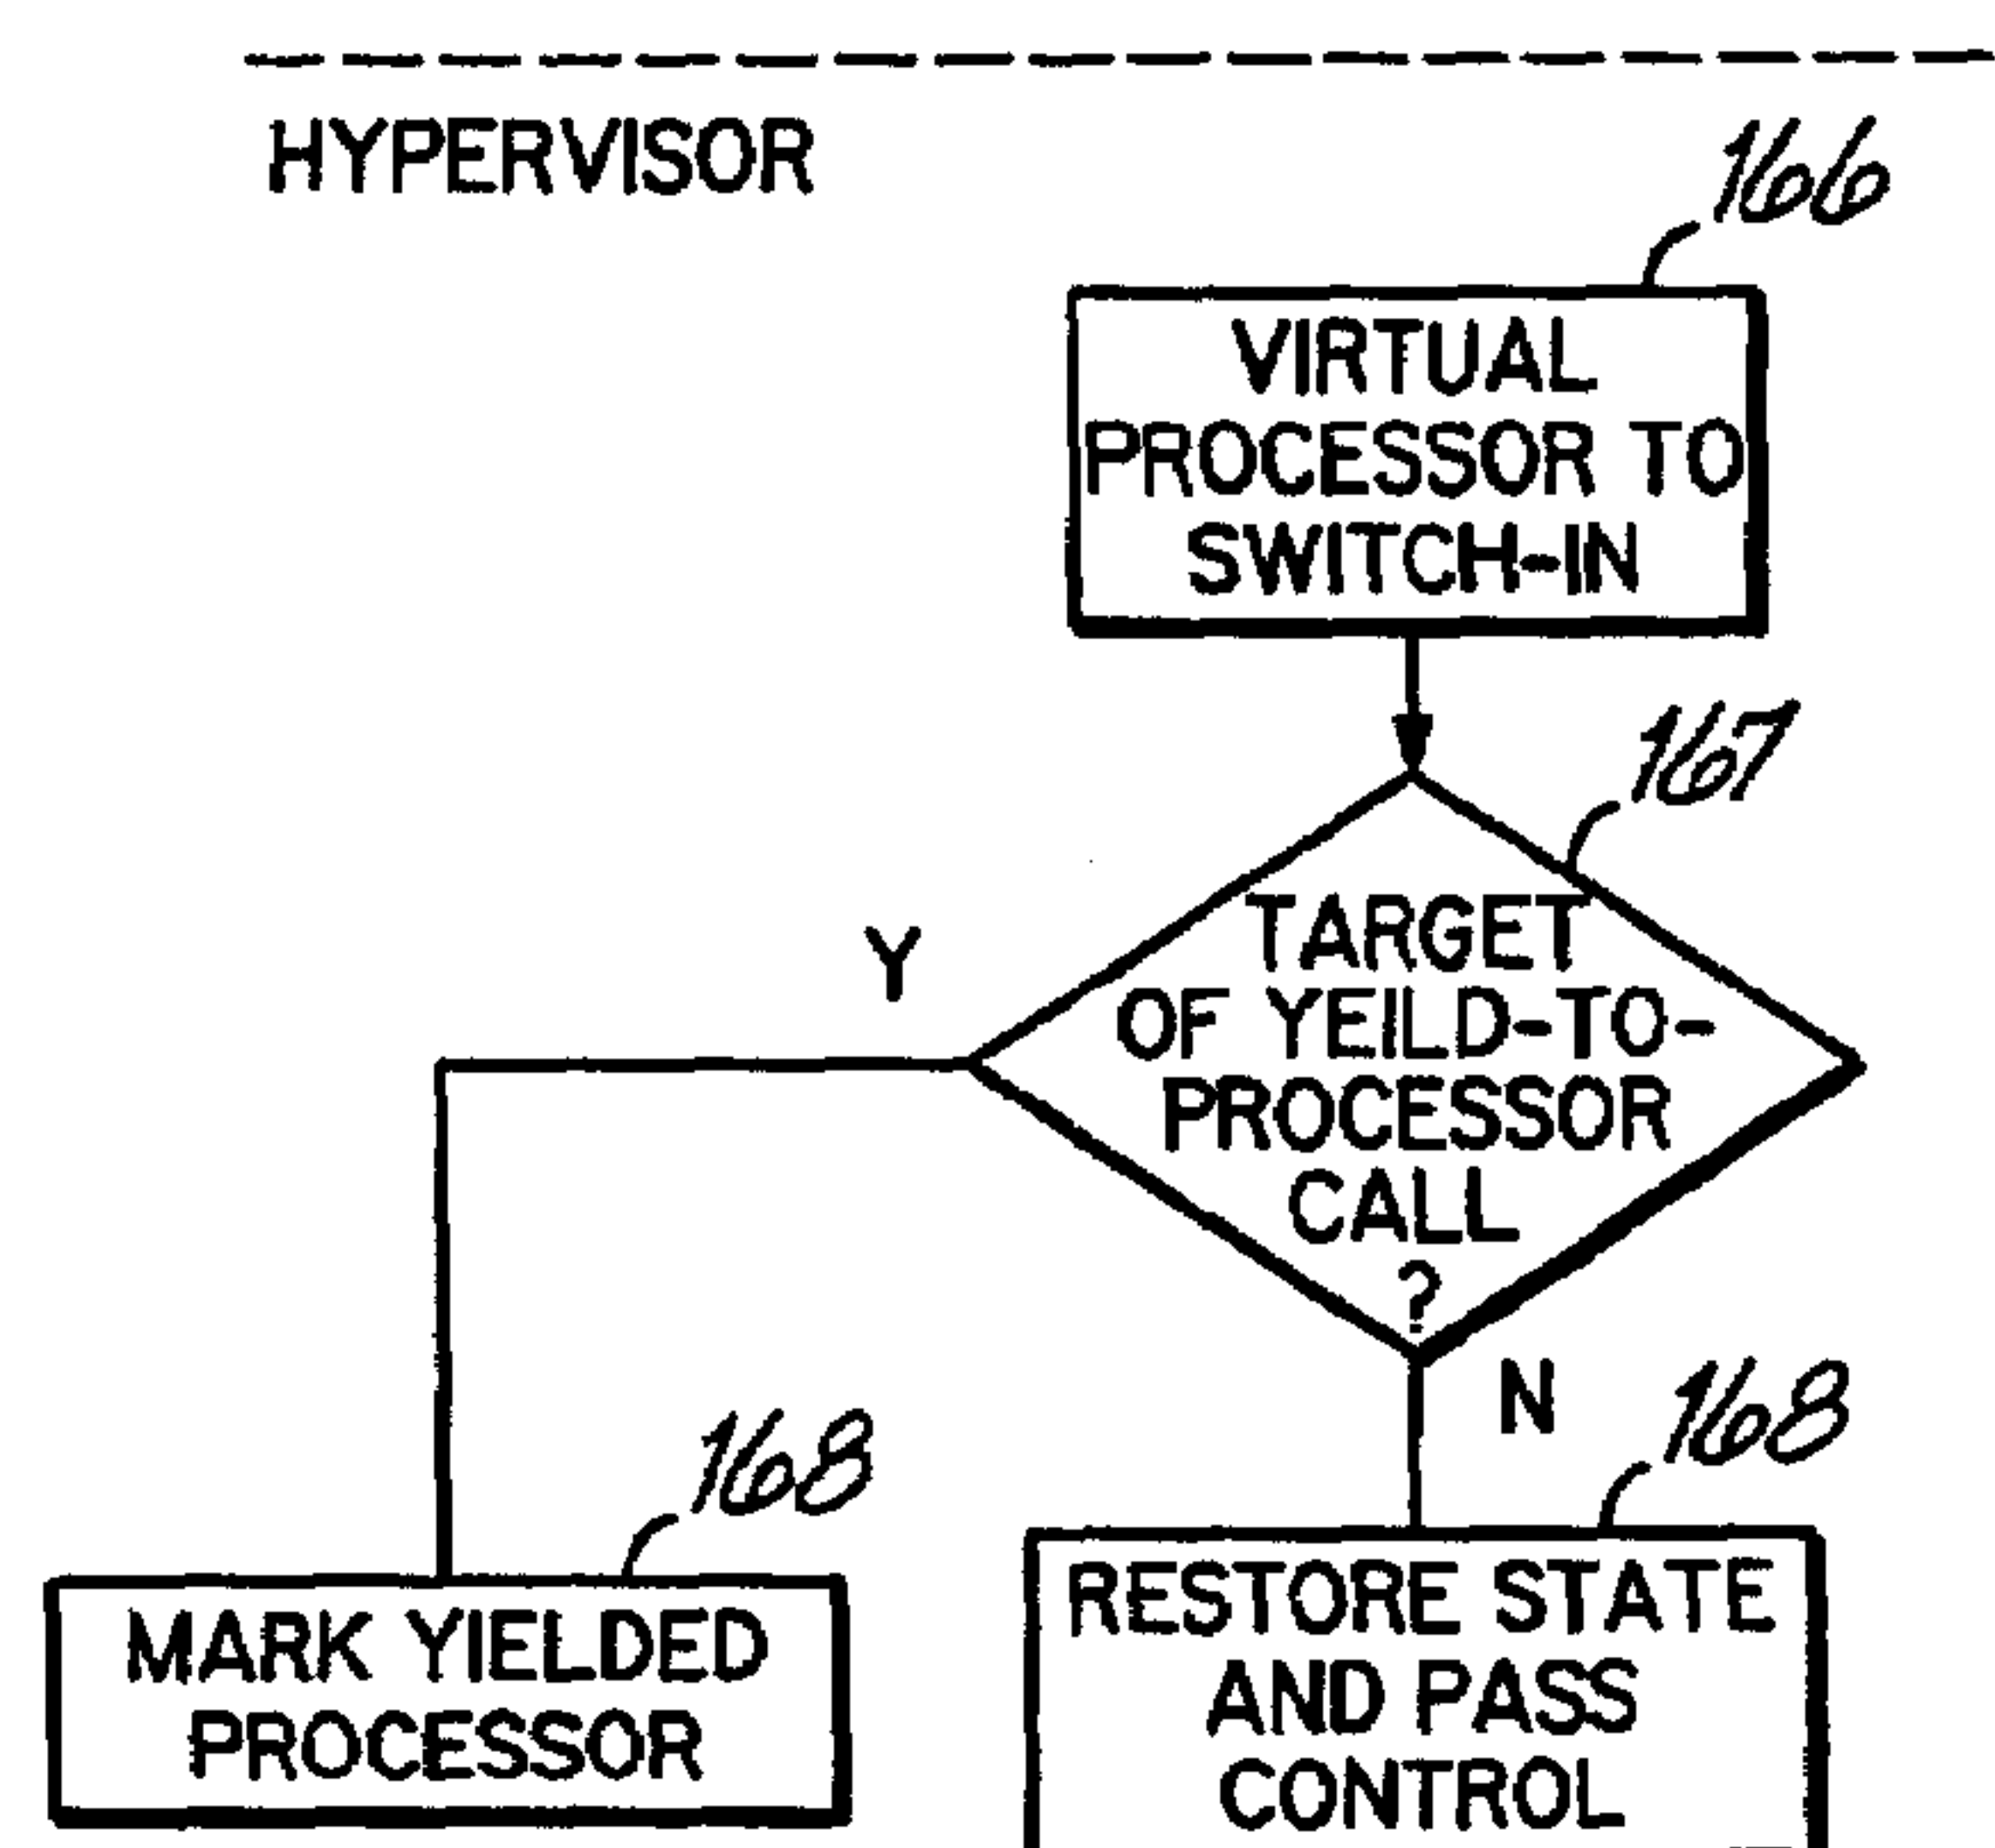 HYPERVISOR
166
VIRTUAL
PROCESSOR TO
SWITCH-IN
167
TARGET
OF YEILD-TO-
PROCESSOR
CALL
?
Y
N
168
MARK YIELDED
PROCESSOR
168
RESTORE STATE
AND PASS
CONTROL